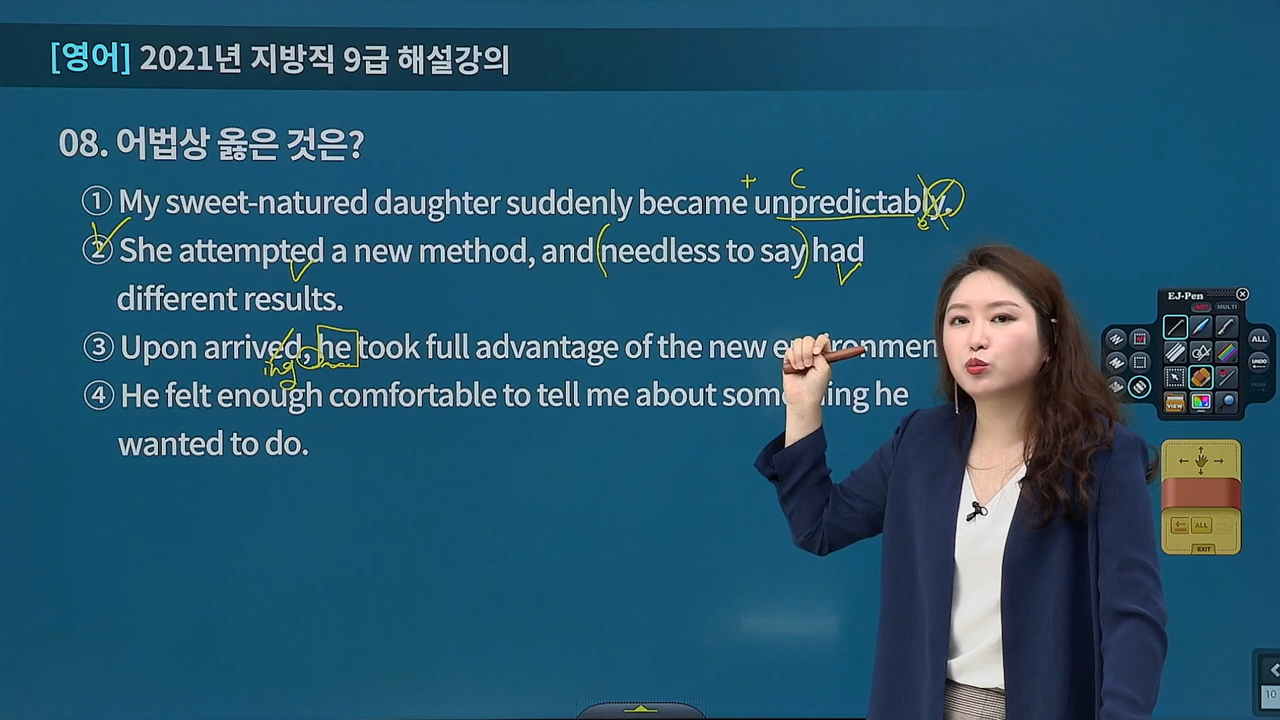 [영어] 2021년 지방직 9급 해설강의
08. 어법상 옳은 것은?
+ C
① My sweet-natured daughter suddenly became unpredictably.
e
② She attempted a new method, and needless to say had
different results.
③ Upon arrived, he took full advantage of the new
ing
④ He felt enough comfortable to tell me about he
wanted to do.
EJ-Pen
MULTI
ALL
UNDO
VIEW
UNDO ALL
EXIT
10